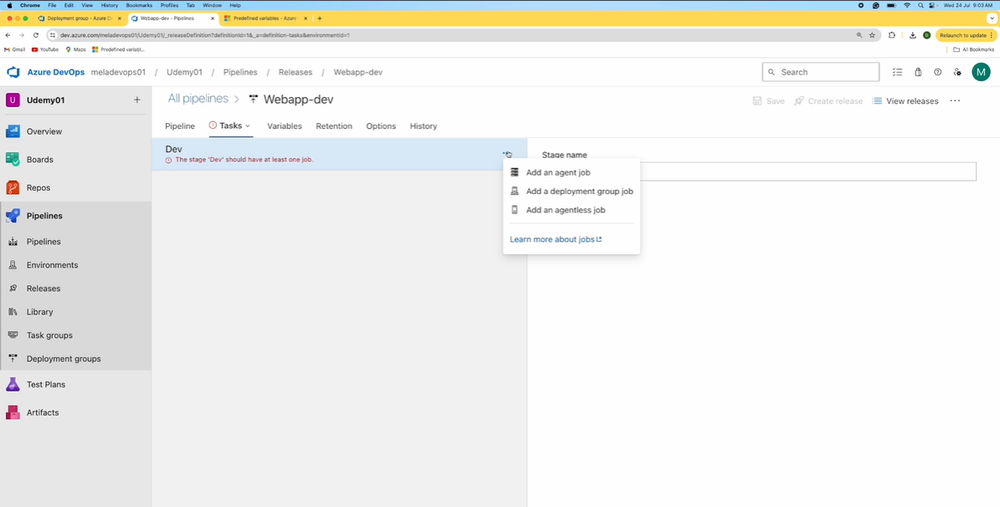 Chrome File Edit View History Bookmarks Profiles Tab Window Help Wed 24 Jul 9:03 AM
Deployment group - Azure D Webapp-dev - Pipelines Predefined variables - Azure
dev.azure.com/meladevops01/Udemy01/_releaseDefinition?definitionId=1&_a=definition-tasks&environmentId=1 Relaunch to update
Gmail YouTube Maps Predefined variabl... All Bookmarks
Azure DevOps meladevops01 / Udemy01 / Pipelines / Releases / Webapp-dev Search M
U Udemy01 +
All pipelines > Webapp-dev Save Create release View releases ...
Pipeline Tasks Variables Retention Options History
Overview
Boards
Repos
Pipelines
Pipelines
Environments
Releases
Library
Task groups
Deployment groups
Test Plans
Artifacts
Dev
The stage 'Dev' should have at least one job.
Stage name
Add an agent job
Add a deployment group job
Add an agentless job
Learn more about jobs